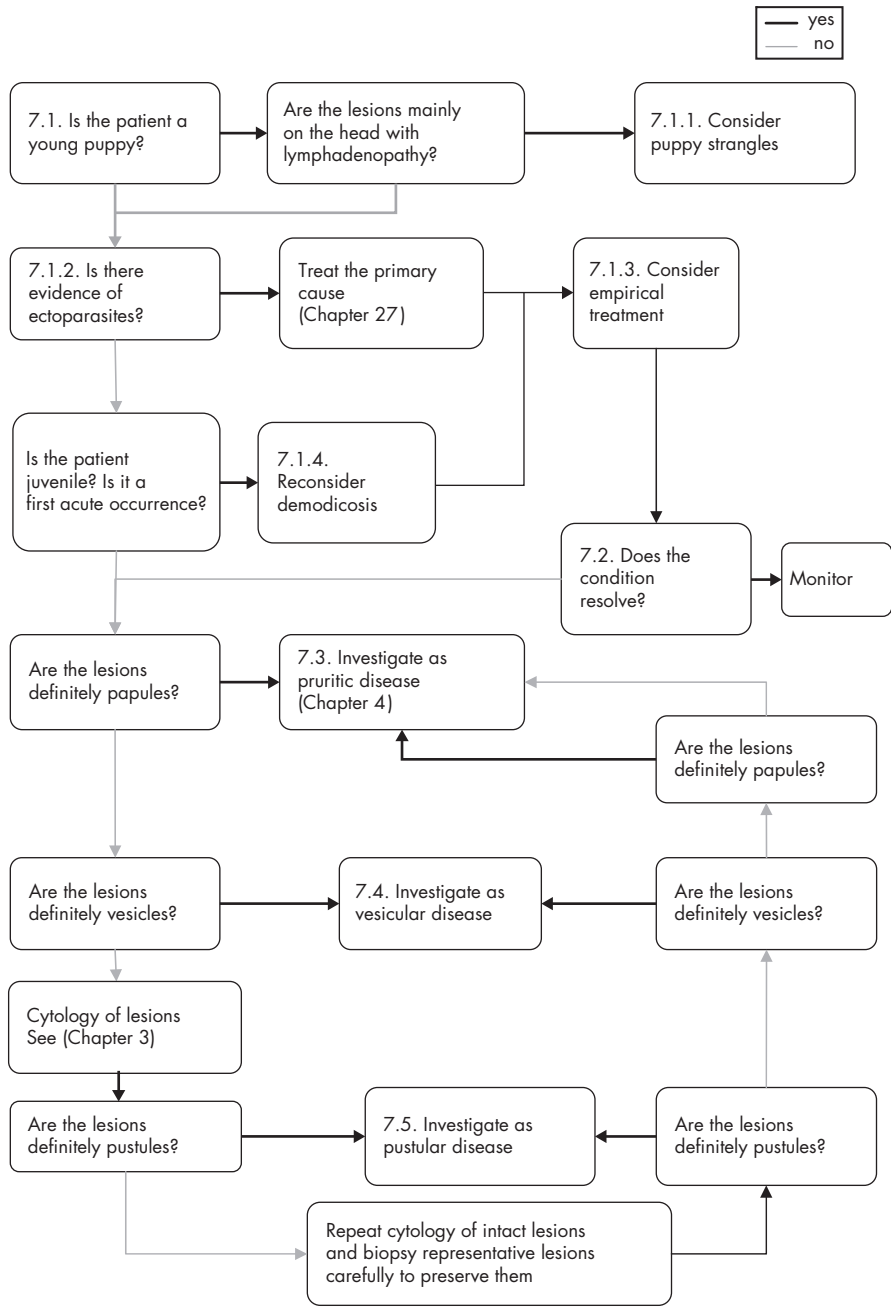 yes
no
7.1. Is the patient a
young puppy?
Are the lesions mainly
on the head with
lymphadenopathy?
7.1.1. Consider
puppy strangles
7.1.2. Is there
evidence of
ectoparasites?
Treat the primary
cause
(Chapter 27)
7.1.3. Consider
empirical
treatment
Is the patient
juvenile? Is it a
first acute occurrence?
7.1.4.
Reconsider
demodicosis
7.2. Does the
condition
resolve?
Monitor
Are the lesions
definitely papules?
7.3. Investigate as
pruritic disease
(Chapter 4)
Are the lesions
definitely papules?
Are the lesions
definitely vesicles?
7.4. Investigate as
vesicular disease
Are the lesions
definitely vesicles?
Cytology of lesions
See (Chapter 3)
Are the lesions
definitely pustules?
7.5. Investigate as
pustular disease
Are the lesions
definitely pustules?
Repeat cytology of intact lesions
and biopsy representative lesions
carefully to preserve them